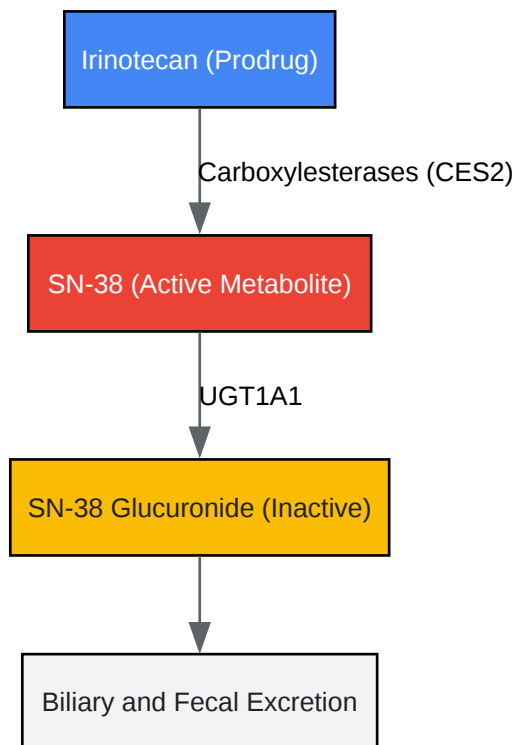 Irinotecan (Prodrug)
Carboxylesterases (CES2)
SN-38 (Active Metabolite)
UGT1A1
SN-38 Glucuronide (Inactive)
Biliary and Fecal Excretion